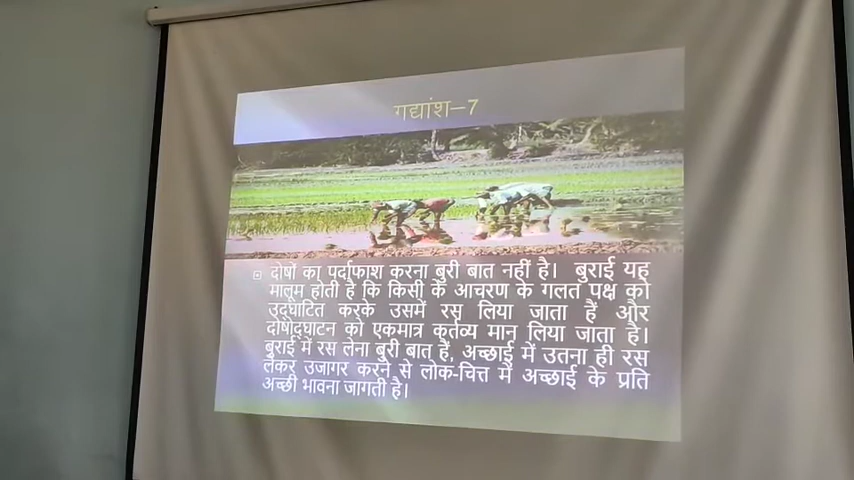 गद्यांश–7
दोषों का पर्दाफाश करना बुरी बात नहीं है। बुराई यह
मालूम होती है कि किसी के आचरण के गलत पक्ष को
उद्घाटित करके उसमें रस लिया जाता है और
दोषोद्घाटन को एकमात्र कर्तव्य मान लिया जाता है।
बुराई में रस लेना बुरी बात है, अच्छाई में उतना ही रस
लेकर उजागर करने से लोक-चित्त में अच्छाई के प्रति
अच्छी भावना जागती है।